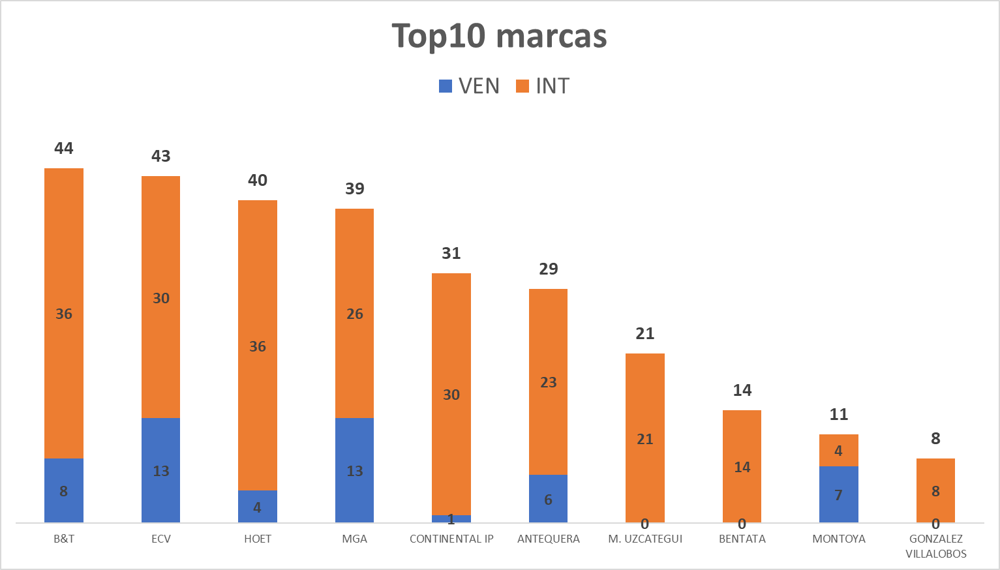 Top10 marcas
VEN INT
44 43 40 39 31 29 21 14 11 8
36 30 36 26 30 23 21 14 4 8
8 13 4 13 1 6 0 0 7 0
B&T ECV HOET MGA CONTINENTAL IP ANTEQUERA M. UZCATEGUI BENTATA MONTOYA GONZALEZ
VILLALOBOS